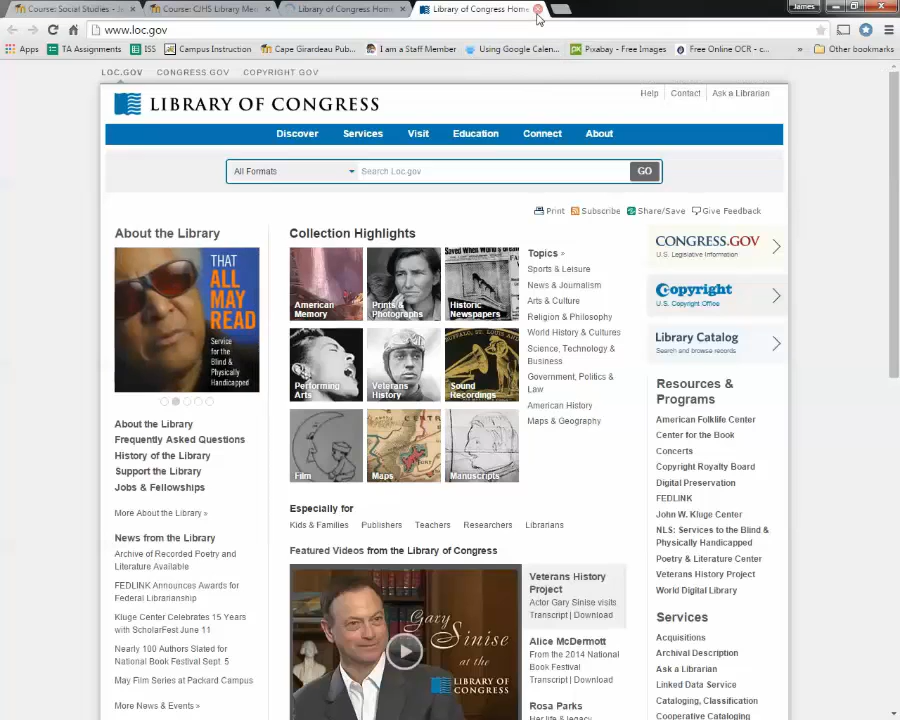 Course: Social Studies - J
Course: C/HS Library Me
Library of Congress Home
Library of Congress Home
James
www.loc.gov
Apps
TA Assignments
ISS
Campus Instruction
Cape Girardeau Pub...
I am a Staff Member
Using Google Calen...
Pixabay - Free Images
Free Online OCR - c...
»
Other bookmarks
LOC.GOV CONGRESS.GOV COPYRIGHT.GOV
LIBRARY OF CONGRESS
Help Contact Ask a Librarian
Discover Services Visit Education Connect About
All Formats Search Loc.gov GO
Print Subscribe Share/Save Give Feedback
About the Library
THAT
ALL
MAY
READ
Service
for the
Blind &
Physically
Handicapped
About the Library
Frequently Asked Questions
History of the Library
Support the Library
Jobs & Fellowships
More About the Library »
News from the Library
Archive of Recorded Poetry and
Literature Available
FEDLINK Announces Awards for
Federal Librarianship
Kluge Center Celebrates 15 Years
with ScholarFest June 11
Nearly 100 Authors Slated for
National Book Festival Sept. 5
May Film Series at Packard Campus
More News & Events »
Collection Highlights
American
Memory
Prints &
Photographs
Historic
Newspapers
Performing
Arts
Veterans
History
Sound
Recordings
Film
Maps
Manuscripts
Topics »
Sports & Leisure
News & Journalism
Arts & Culture
Religion & Philosophy
World History & Cultures
Science, Technology &
Business
Government, Politics &
Law
American History
Maps & Geography
Especially for
Kids & Families Publishers Teachers Researchers Librarians
Featured Videos from the Library of Congress
Gary
Sinise
at the
LIBRARY OF
CONGRESS
Veterans History
Project
Actor Gary Sinise visits
Transcript | Download
Alice McDermott
From the 2014 National
Book Festival
Transcript | Download
Rosa Parks
Her life & legacy
CONGRESS.GOV
U.S. Legislative Information
Copyright
U.S. Copyright Office
Library Catalog
Search and browse records
Resources &
Programs
American Folklife Center
Center for the Book
Concerts
Copyright Royalty Board
Digital Preservation
FEDLINK
John W. Kluge Center
NLS: Services to the Blind &
Physically Handicapped
Poetry & Literature Center
Veterans History Project
World Digital Library
Services
Acquisitions
Archival Description
Ask a Librarian
Linked Data Service
Cataloging, Classification
Cooperative Cataloging